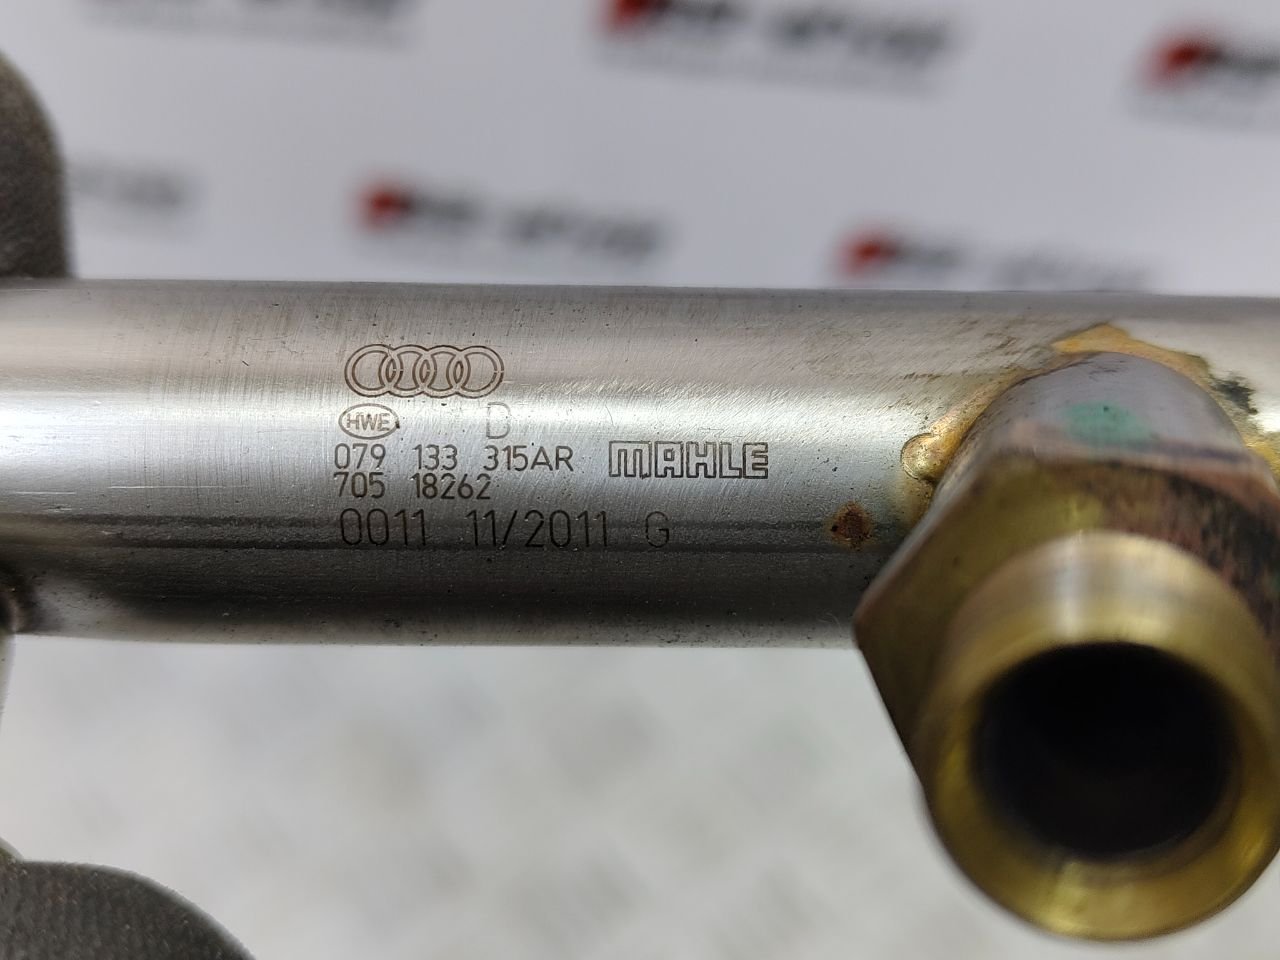 HWE D
079 133 315AR MAHLE
705 18262
0011 11/2011 G